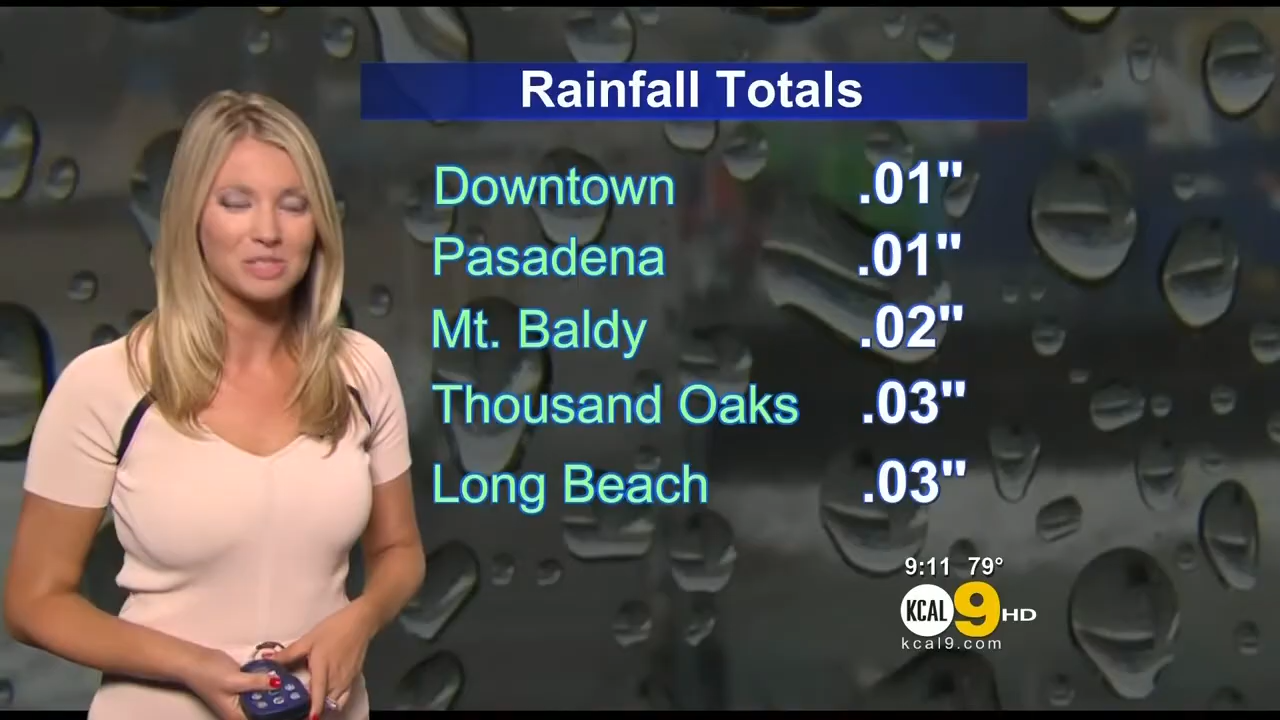 Rainfall Totals
Downtown .01"
Pasadena .01"
Mt. Baldy .02"
Thousand Oaks .03"
Long Beach .03"
9:11 79°
KCAL 9 HD
kcal9.com